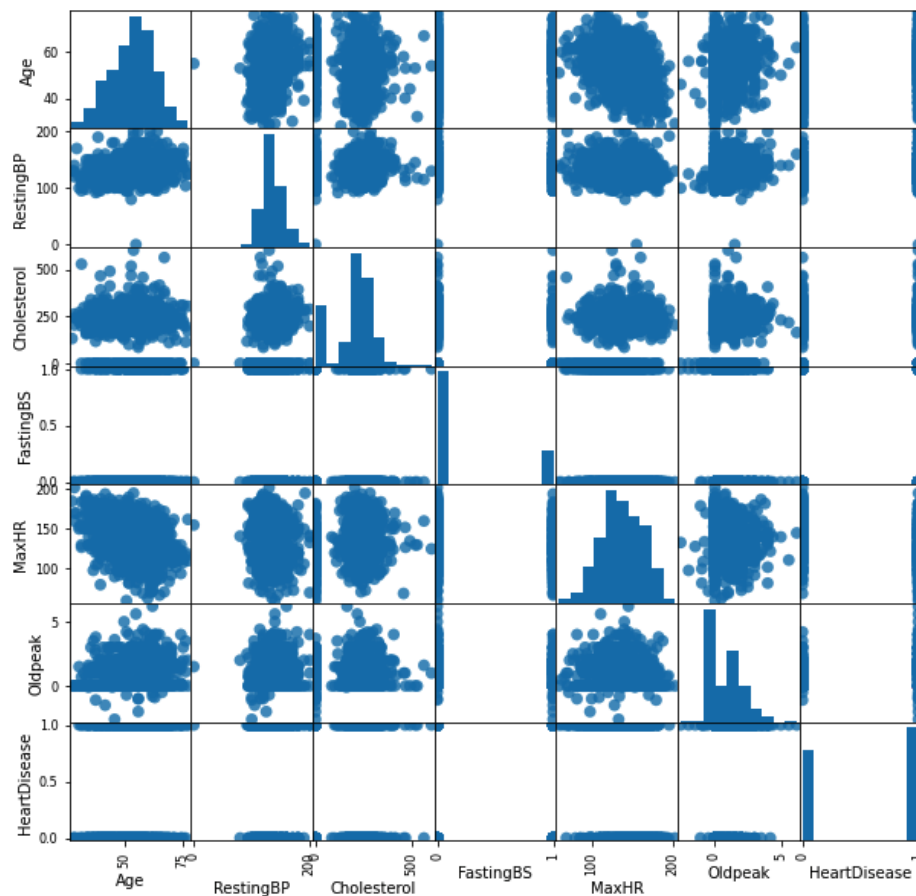 Age
60
40
RestingBP
200
100
0
Cholesterol
500
250
0
FastingBS
1.0
0.5
0.0
MaxHR
200
150
100
Oldpeak
5
0
HeartDisease
1.0
0.5
0.0
50 75 0 200 0 500 0 1 100 200 0 5 0 1
Age RestingBP Cholesterol FastingBS MaxHR Oldpeak HeartDisease